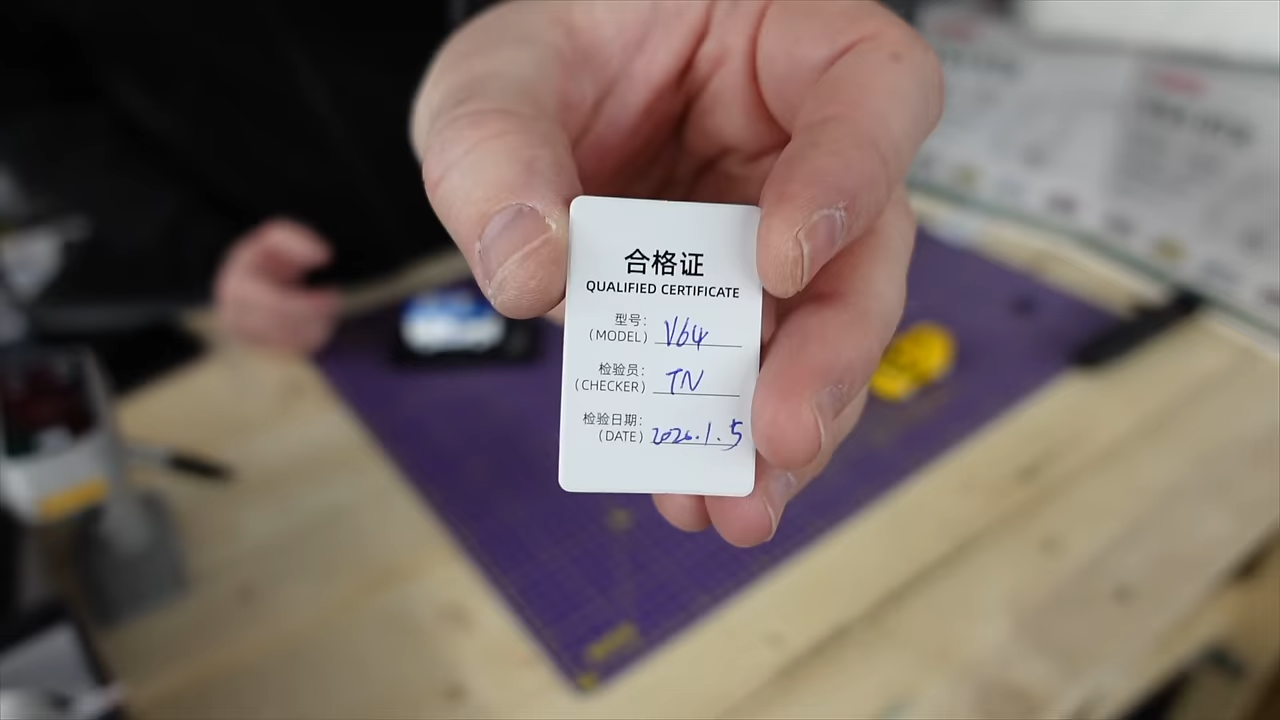 合格证
QUALIFIED CERTIFICATE
型号:
(MODEL) V64
检验员:
(CHECKER) TN
检验日期:
(DATE) 2026.1.5